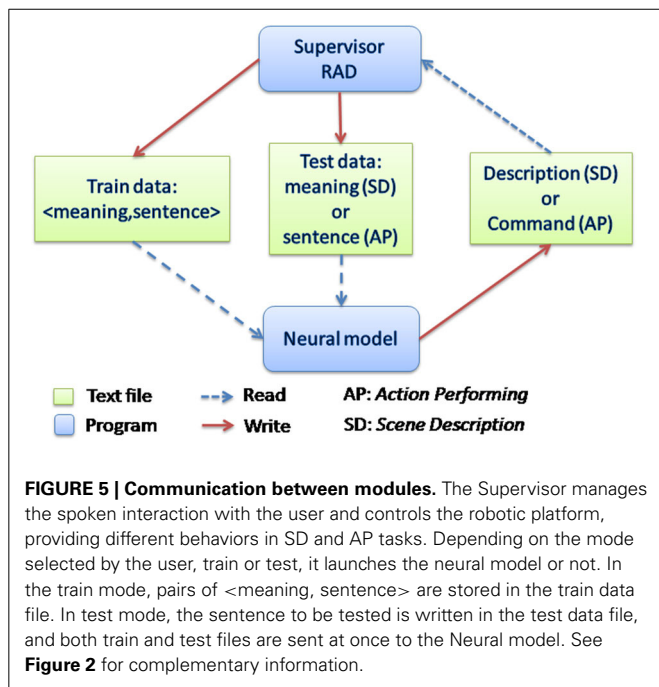 Supervisor
RAD
Train data:
<meaning,sentence>
Test data:
meaning (SD)
or
sentence (AP)
Description (SD)
or
Command (AP)
Neural model
Text file
Read
AP: Action Performing
Program
Write
SD: Scene Description
FIGURE 5 | Communication between modules. The Supervisor manages
the spoken interaction with the user and controls the robotic platform,
providing different behaviors in SD and AP tasks. Depending on the mode
selected by the user, train or test, it launches the neural model or not. In
the train mode, pairs of <meaning, sentence> are stored in the train data
file. In test mode, the sentence to be tested is written in the test data file,
and both train and test files are sent at once to the Neural model. See
Figure 2 for complementary information.